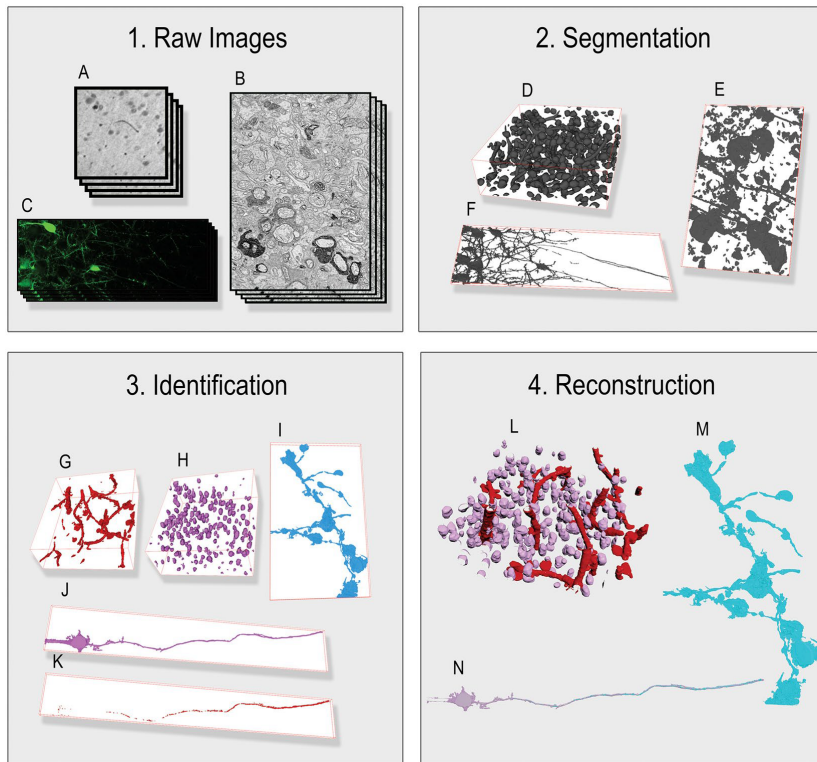 1. Raw Images
A
B
C
2. Segmentation
D
E
F
3. Identification
G
H
I
J
K
4. Reconstruction
L
M
N